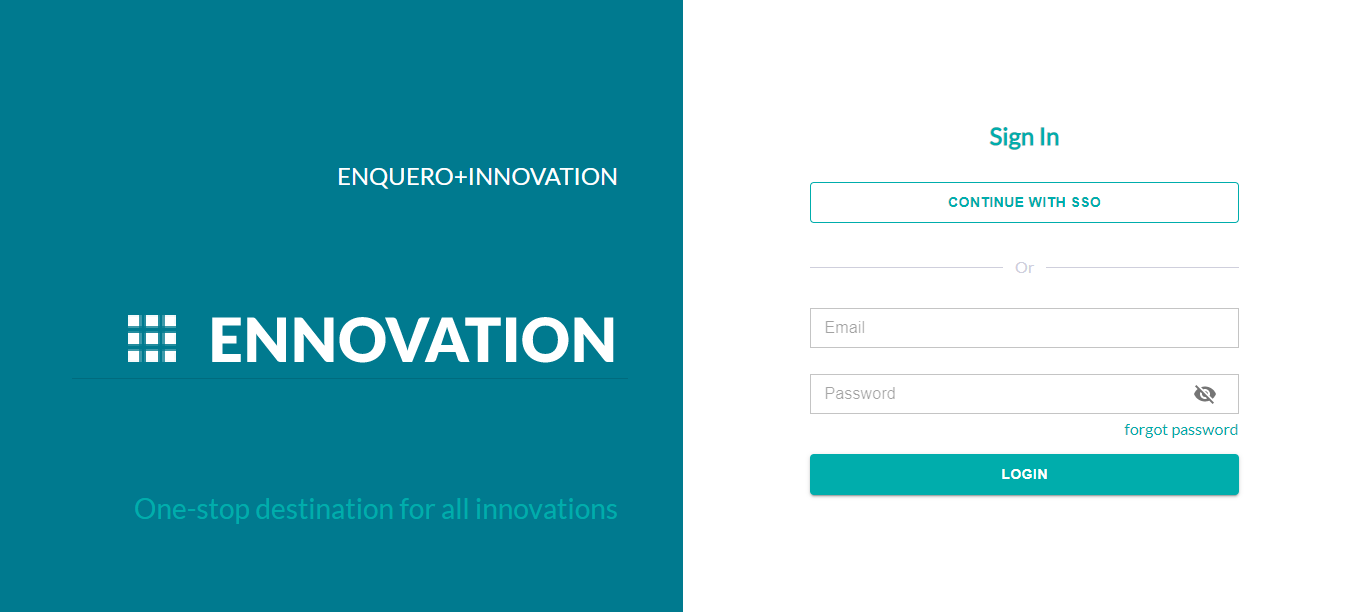 ENQUERO+INNOVATION
ENNOVATION
One-stop destination for all innovations
Sign In
CONTINUE WITH SSO
Or
Email
Password
forgot password
LOGIN